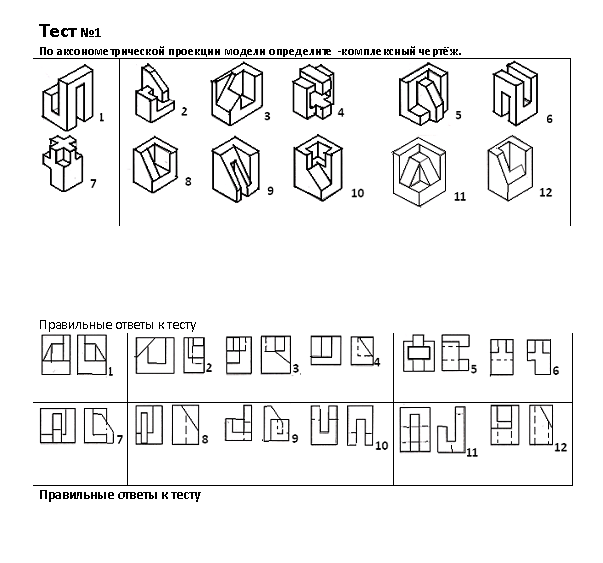 Тест №1
По аксонометрической проекции модели определите -комплексный чертёж.
1 2 3 4 5 6
7 8 9 10 11 12
Правильные ответы к тесту
1 2 3 4 5 6
7 8 9 10 11 12
Правильные ответы к тесту